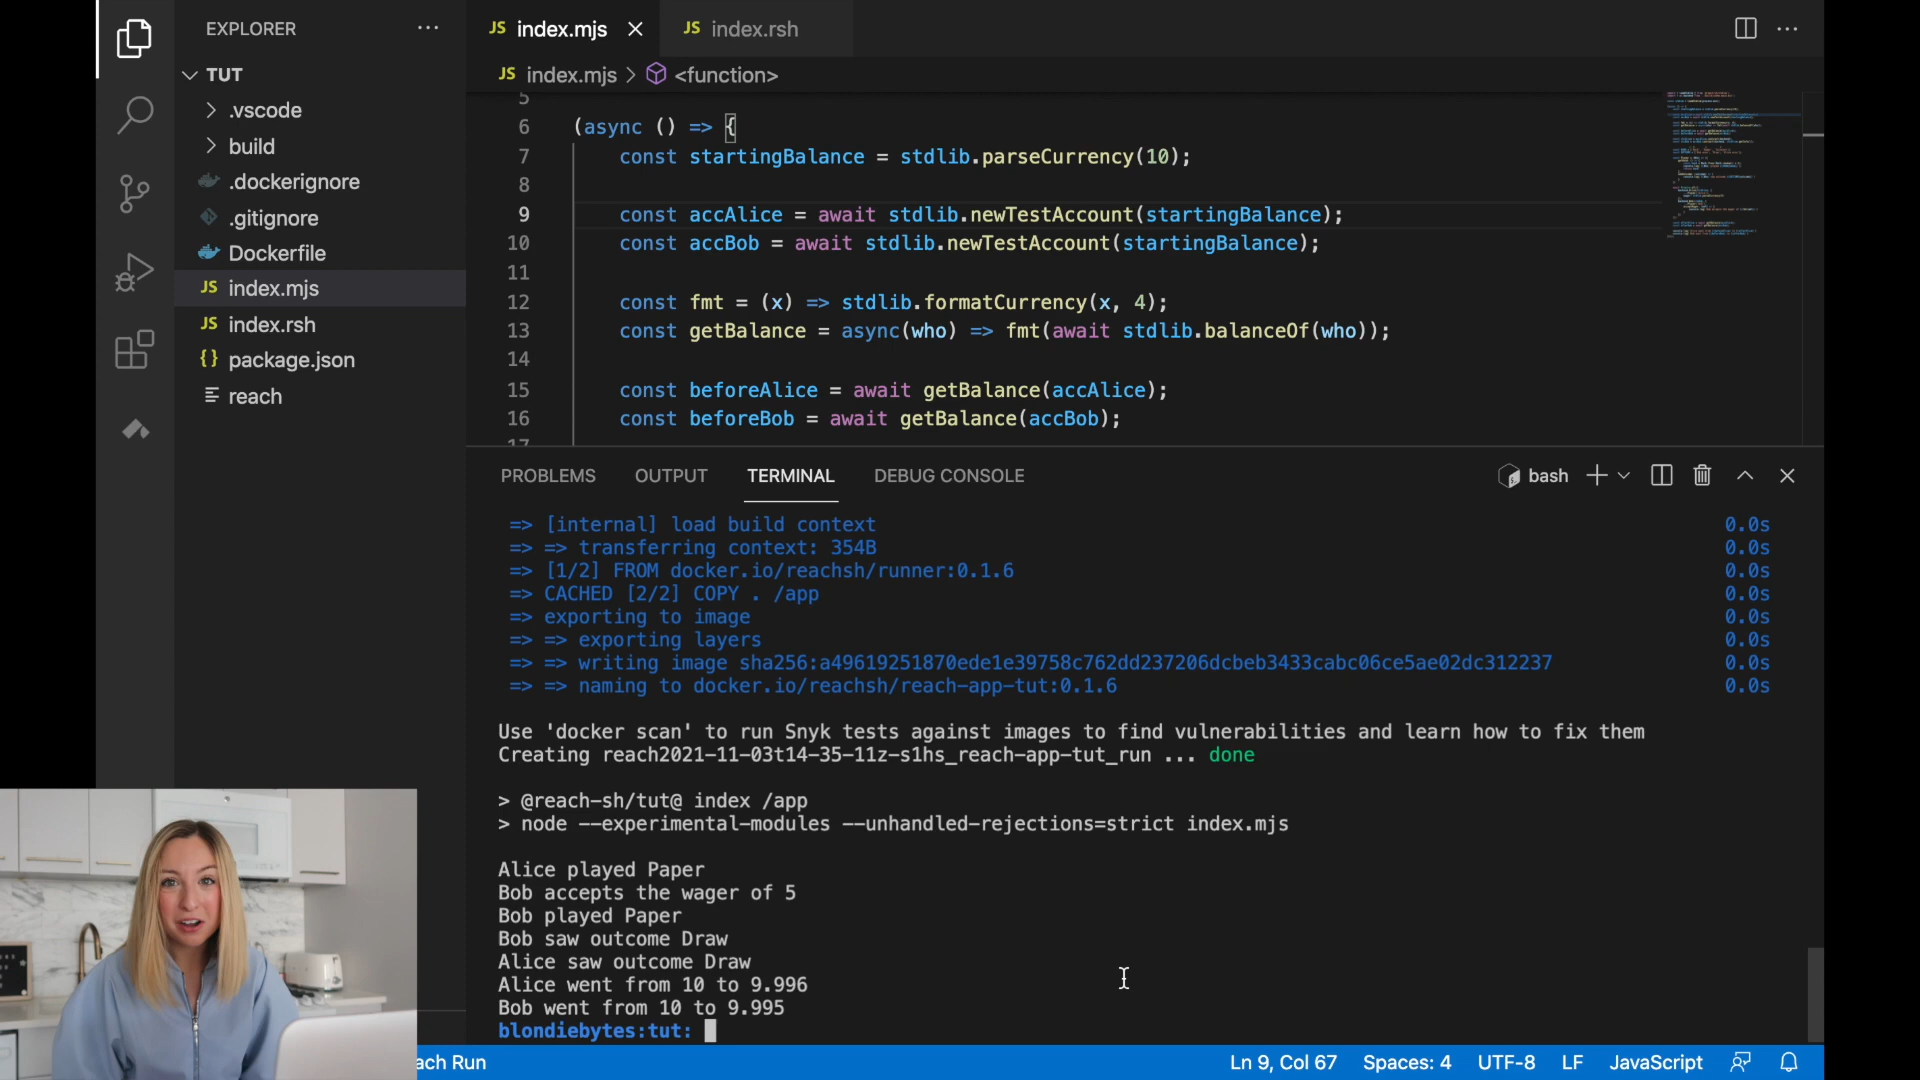 EXPLORER
TUT
.vscode
build
.dockerignore
.gitignore
Dockerfile
JS index.mjs
JS index.rsh
{} package.json
reach
JS index.mjs
JS index.rsh
JS index.mjs > <function>
5
6 (async () => {
7 const startingBalance = stdlib.parseCurrency(10);
8
9 const accAlice = await stdlib.newTestAccount(startingBalance);
10 const accBob = await stdlib.newTestAccount(startingBalance);
11
12 const fmt = (x) => stdlib.formatCurrency(x, 4);
13 const getBalance = async(who) => fmt(await stdlib.balanceOf(who));
14
15 const beforeAlice = await getBalance(accAlice);
16 const beforeBob = await getBalance(accBob);
17
PROBLEMS OUTPUT TERMINAL DEBUG CONSOLE bash
=> [internal] load build context 0.0s
=> => transferring context: 354B 0.0s
=> [1/2] FROM docker.io/reachsh/runner:0.1.6 0.0s
=> CACHED [2/2] COPY . /app 0.0s
=> exporting to image 0.0s
=> => exporting layers 0.0s
=> => writing image sha256:a49619251870ede1e39758c762dd237206dcbeb3433cabc06ce5ae02dc312237 0.0s
=> => naming to docker.io/reachsh/reach-app-tut:0.1.6 0.0s
Use 'docker scan' to run Snyk tests against images to find vulnerabilities and learn how to fix them
Creating reach2021-11-03t14-35-11z-s1hs_reach-app-tut_run ... done
> @reach-sh/tut@ index /app
> node --experimental-modules --unhandled-rejections=strict index.mjs
Alice played Paper
Bob accepts the wager of 5
Bob played Paper
Bob saw outcome Draw
Alice saw outcome Draw
Alice went from 10 to 9.996
Bob went from 10 to 9.995
blondiebytes:tut:
ach Run Ln 9, Col 67 Spaces: 4 UTF-8 LF JavaScript